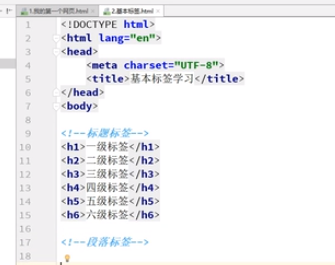 1.我的第一个网页.html
2.基本标签.html
1 <!DOCTYPE html>
2 <html lang="en">
3 <head>
4 <meta charset="UTF-8">
5 <title>基本标签学习</title>
6 </head>
7 <body>
8
9 <!--标题标签-->
10 <h1>一级标签</h1>
11 <h2>二级标签</h2>
12 <h3>三级标签</h3>
13 <h4>四级标签</h4>
14 <h5>五级标签</h5>
15 <h6>六级标签</h6>
16
17 <!--段落标签-->
18